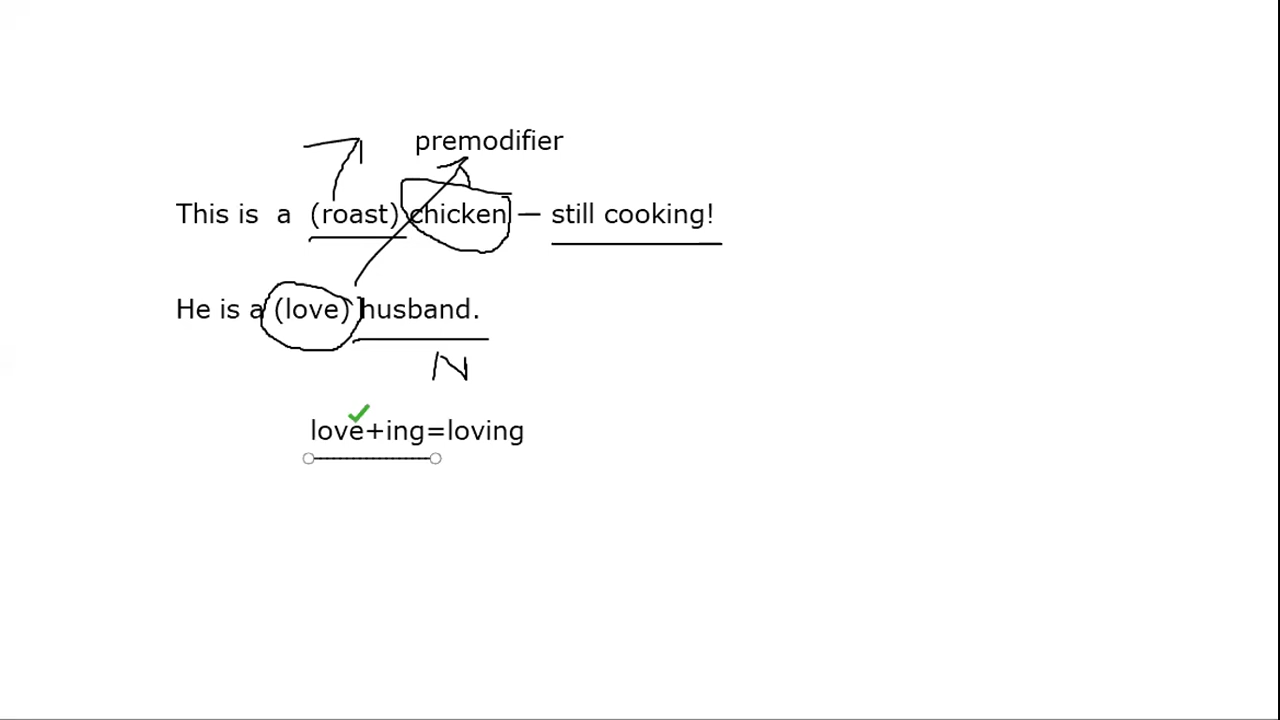 premodifier
This is a (roast) chicken — still cooking!
He is a (love) husband.
N
love+ing=loving